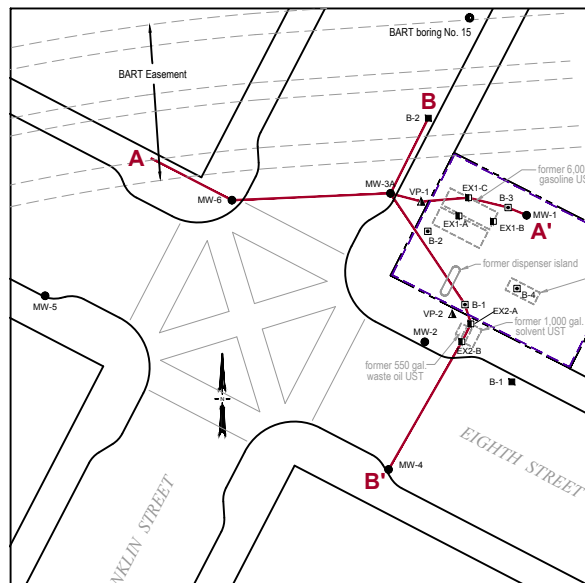 BART boring No. 15
BART Easement
B
B-2
A
former 6,00
gasoline UST
MW-3A
VP-1
EX1-C
B-3
MW-6
MW-1
EX1-A
EX1-B
A'
B-2
former dispenser island
MW-5
B-4
B-1
VP-2
EX2-A
former 1,000 gal.
solvent UST
MW-2
EX2-B
former 550 gal.
waste oil UST
B-1
N
EIGHTH STREET
MW-4
B'
NKLIN STREET